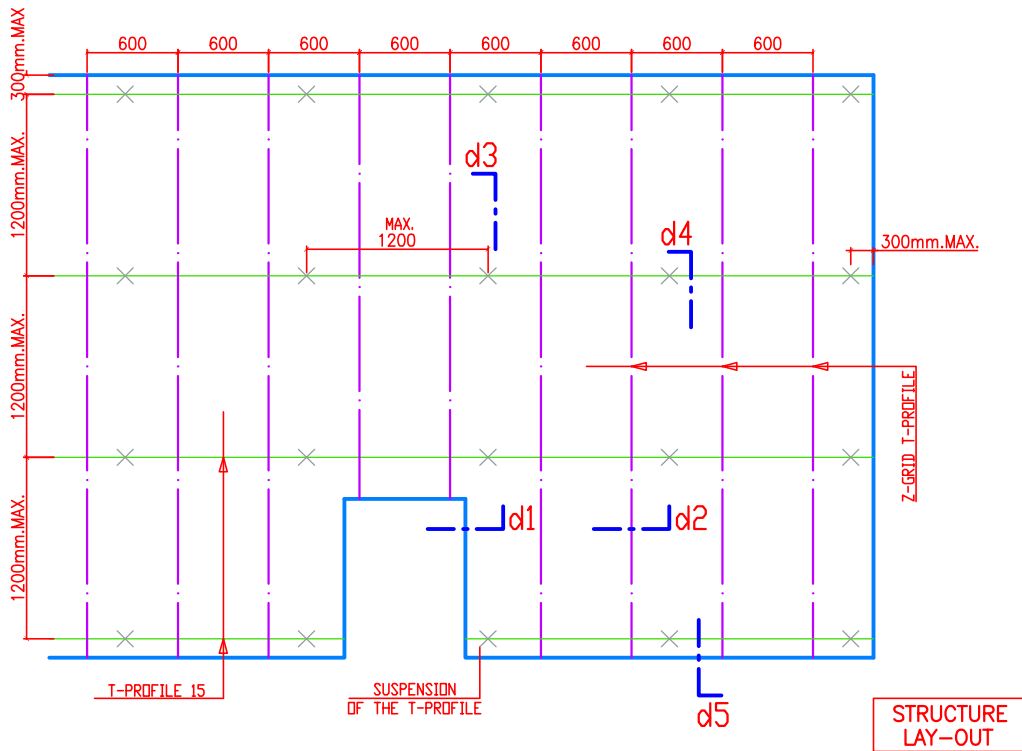 600 600 600 600 600 600 600 600
300mm.MAX
1200mm.MAX.
d3
MAX.
1200
d4
300mm.MAX.
1200mm.MAX.
Z-GRID T-PROFILE
1200mm.MAX.
d1
d2
T-PROFILE 15
SUSPENSION
OF THE T-PROFILE
d5
STRUCTURE
LAY-OUT